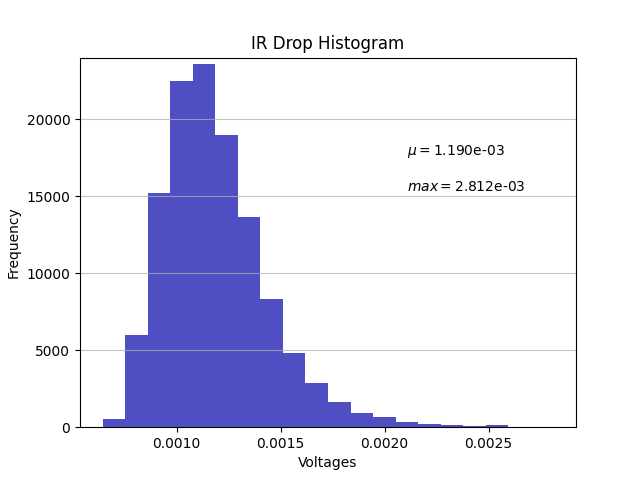 IR Drop Histogram
20000
15000
10000
5000
0
Frequency
μ = 1.190e-03
max = 2.812e-03
0.0010 0.0015 0.0020 0.0025
Voltages